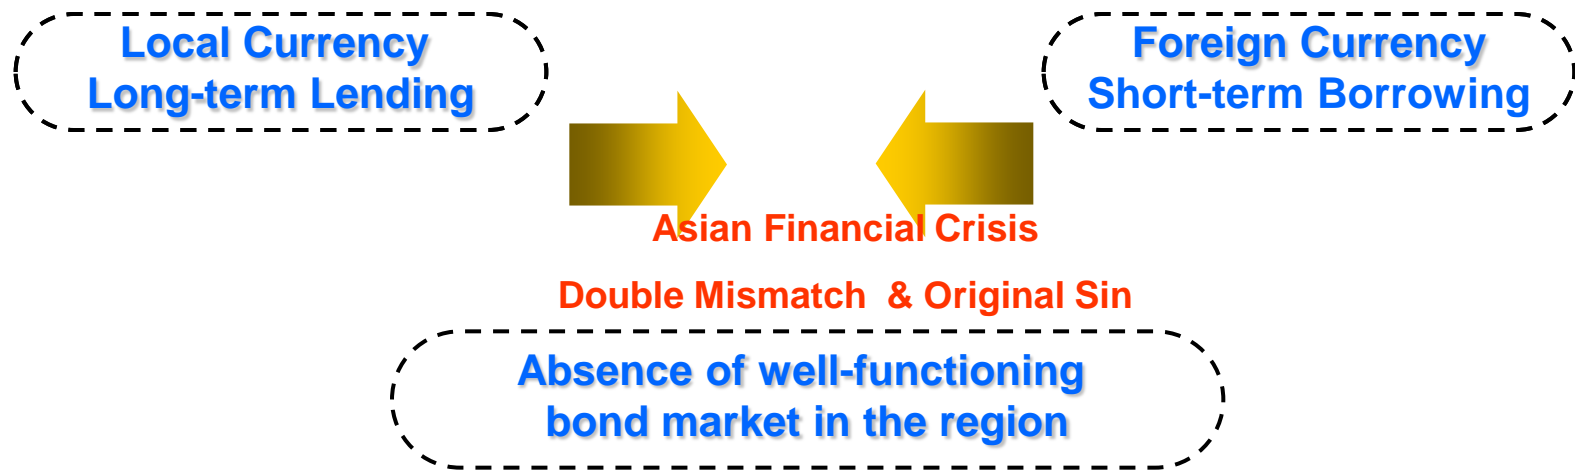 Local Currency
Long-term Lending
Foreign Currency
Short-term Borrowing
Asian Financial Crisis
Double Mismatch & Original Sin
Absence of well-functioning
bond market in the region